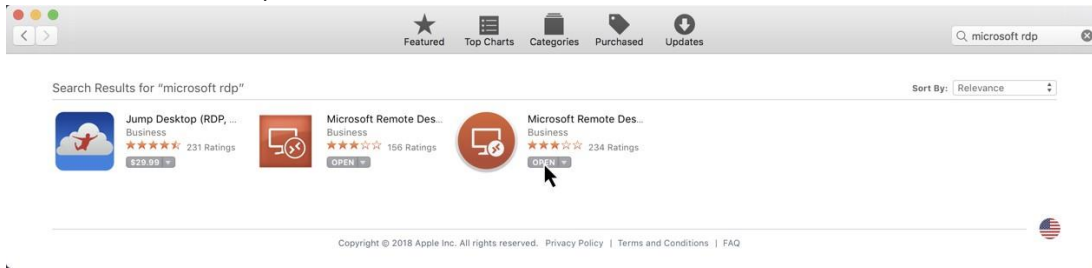 Featured Top Charts Categories Purchased Updates
microsoft rdp
Search Results for “microsoft rdp”
Sort By: Relevance
Jump Desktop (RDP, ...
Business
231 Ratings
$29.99
Microsoft Remote Des...
Business
156 Ratings
OPEN
Microsoft Remote Des...
Business
234 Ratings
OPEN
Copyright © 2018 Apple Inc. All rights reserved. Privacy Policy | Terms and Conditions | FAQ